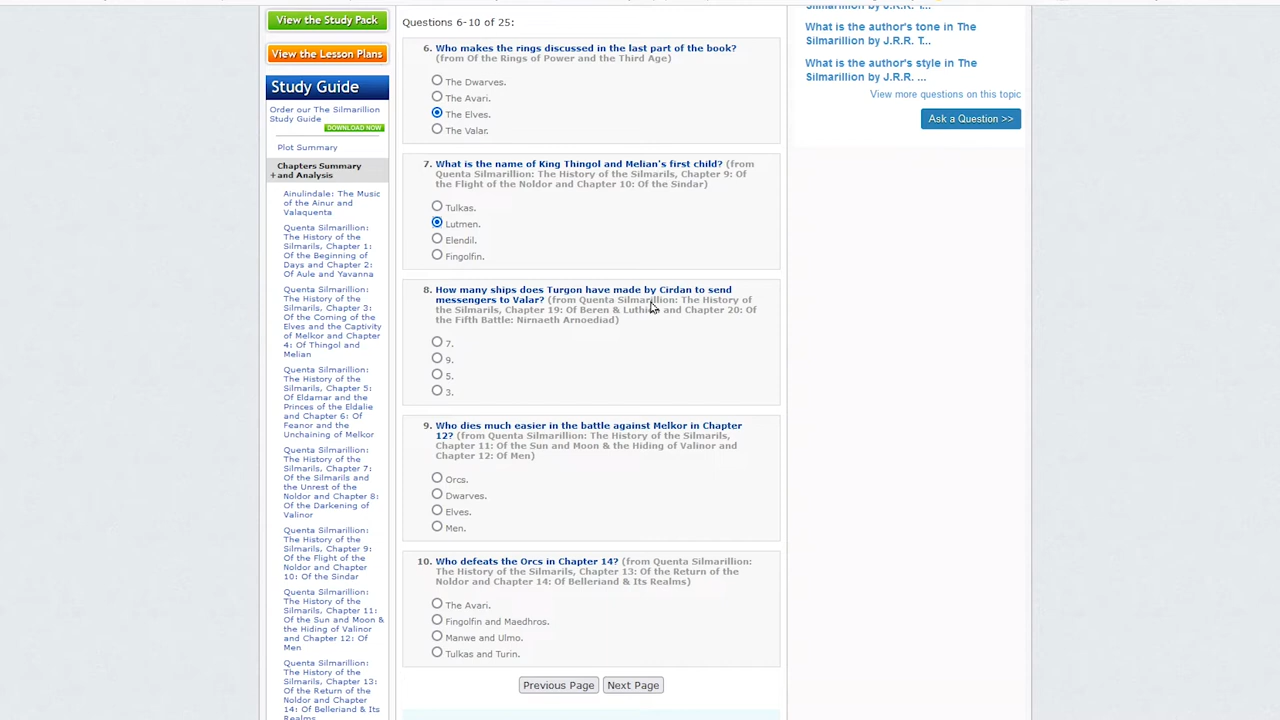 View the Study Pack
View the Lesson Plans
Study Guide
Order our The Silmarillion
Study Guide
DOWNLOAD NOW
Plot Summary
Chapters Summary
+ and Analysis
Ainulindale: The Music
of the Ainur and
Valaquenta
Quenta Silmarillion:
The History of the
Silmarils, Chapter 1:
Of the Beginning of
Days and Chapter 2:
Of Aule and Yavanna
Quenta Silmarillion:
The History of the
Silmarils, Chapter 3:
Of the Coming of the
Elves and the Captivity
of Melkor and Chapter
4: Of Thingol and
Melian
Quenta Silmarillion:
The History of the
Silmarils, Chapter 5:
Of Eldamar and the
Princes of the Eldalie
and Chapter 6: Of
Feanor and the
Unchaining of Melkor
Quenta Silmarillion:
The History of the
Silmarils, Chapter 7:
Of the Silmarils and
the Unrest of the
Noldor and Chapter 8:
Of the Darkening of
Valinor
Quenta Silmarillion:
The History of the
Silmarils, Chapter 9:
Of the Flight of the
Noldor and Chapter
10: Of the Sindar
Quenta Silmarillion:
The History of the
Silmarils, Chapter 11:
Of the Sun and Moon &
the Hiding of Valinor
and Chapter 12: Of
Men
Quenta Silmarillion:
The History of the
Silmarils, Chapter 13:
Of the Return of the
Noldor and Chapter
14: Of Belleriand & Its
Realms
Questions 6-10 of 25:
6. Who makes the rings discussed in the last part of the book?
(from Of the Rings of Power and the Third Age)
The Dwarves.
The Avari.
The Elves.
The Valar.
7. What is the name of King Thingol and Melian's first child? (from
Quenta Silmarillion: The History of the Silmarils, Chapter 9: Of
the Flight of the Noldor and Chapter 10: Of the Sindar)
Tulkas.
Lutmen.
Elendil.
Fingolfin.
8. How many ships does Turgon have made by Cirdan to send
messengers to Valar? (from Quenta Silmarillion: The History of
the Silmarils, Chapter 19: Of Beren & Luthien and Chapter 20: Of
the Fifth Battle: Nirnaeth Arnoediad)
7.
9.
5.
3.
9. Who dies much easier in the battle against Melkor in Chapter
12? (from Quenta Silmarillion: The History of the Silmarils,
Chapter 11: Of the Sun and Moon & the Hiding of Valinor and
Chapter 12: Of Men)
Orcs.
Dwarves.
Elves.
Men.
10. Who defeats the Orcs in Chapter 14? (from Quenta Silmarillion:
The History of the Silmarils, Chapter 13: Of the Return of the
Noldor and Chapter 14: Of Belleriand & Its Realms)
The Avari.
Fingolfin and Maedhros.
Manwe and Ulmo.
Tulkas and Turin.
Previous Page
Next Page
Silmarillion by J.R.R. T...
What is the author's tone in The
Silmarillion by J.R.R. T...
What is the author's style in The
Silmarillion by J.R.R. ...
View more questions on this topic
Ask a Question >>